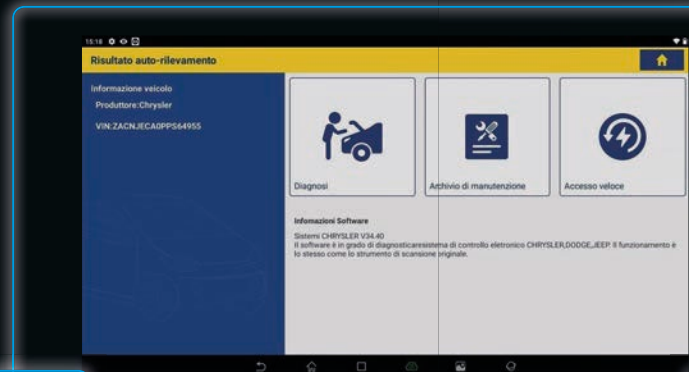 15:18
Risultato auto-rilevamento
Informazione veicolo
Produttore:Chrysler
VIN:ZACNJECA0PPS64955
Diagnosi
Archivio di manutenzione
Accesso veloce
Infomazioni Software
Sistemi CHRYSLER V34.40
Il software è in grado di diagnosticaresistema di controllo eletronico CHRYSLER,DODGE,JEEP. Il funzionamento è
lo stesso come lo strumento di scansione originale.